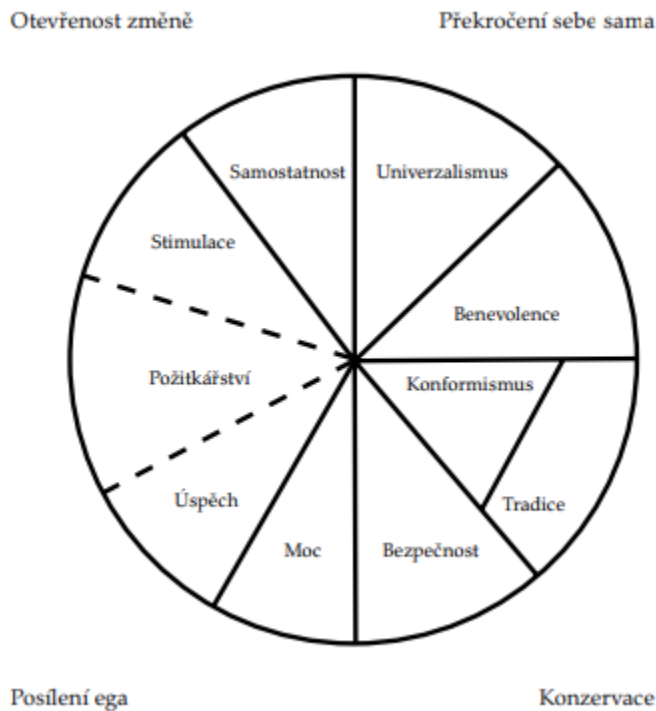 Otevřenost změně
Překročení sebe sama
Samostatnost
Univerzalismus
Stimulace
Benevolence
Požitkářství
Konformismus
Úspěch
Tradice
Moc
Bezpečnost
Posílení ega
Konzervace